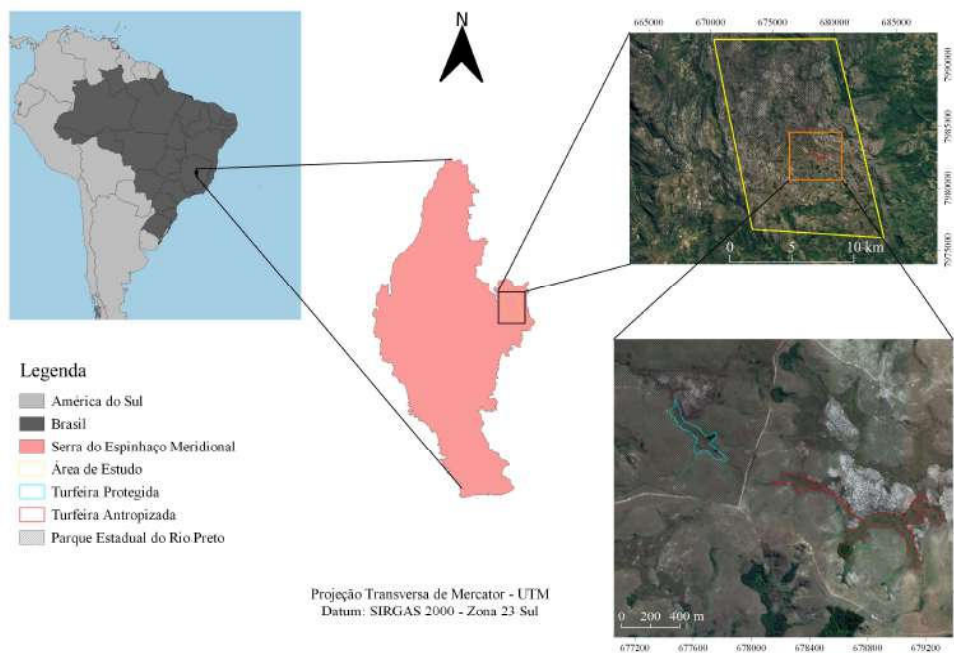 N
665000 670000 675000 680000 685000
7990000
7985000
7980000
7975000
0 5 10 km
Legenda
América do Sul
Brasil
Serra do Espinhaço Meridional
Área de Estudo
Turfeira Protegida
Turfeira Antropizada
Parque Estadual do Rio Preto
Projeção Transversa de Mercator - UTM
Datum: SIRGAS 2000 - Zona 23 Sul
0 200 400 m
677200 677600 678000 678400 678800 679200